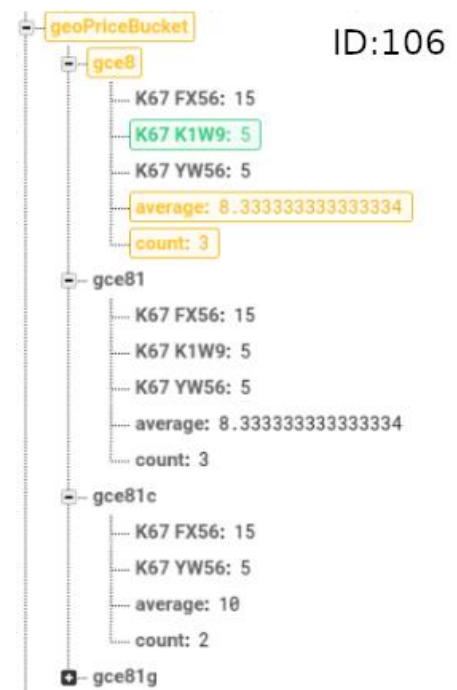 geoPriceBucket
ID:106
gce8
K67 FX56: 15
K67 K1W9: 5
K67 YW56: 5
average: 8.333333333333334
count: 3
gce81
K67 FX56: 15
K67 K1W9: 5
K67 YW56: 5
average: 8.333333333333334
count: 3
gce81c
K67 FX56: 15
K67 YW56: 5
average: 10
count: 2
gce81g